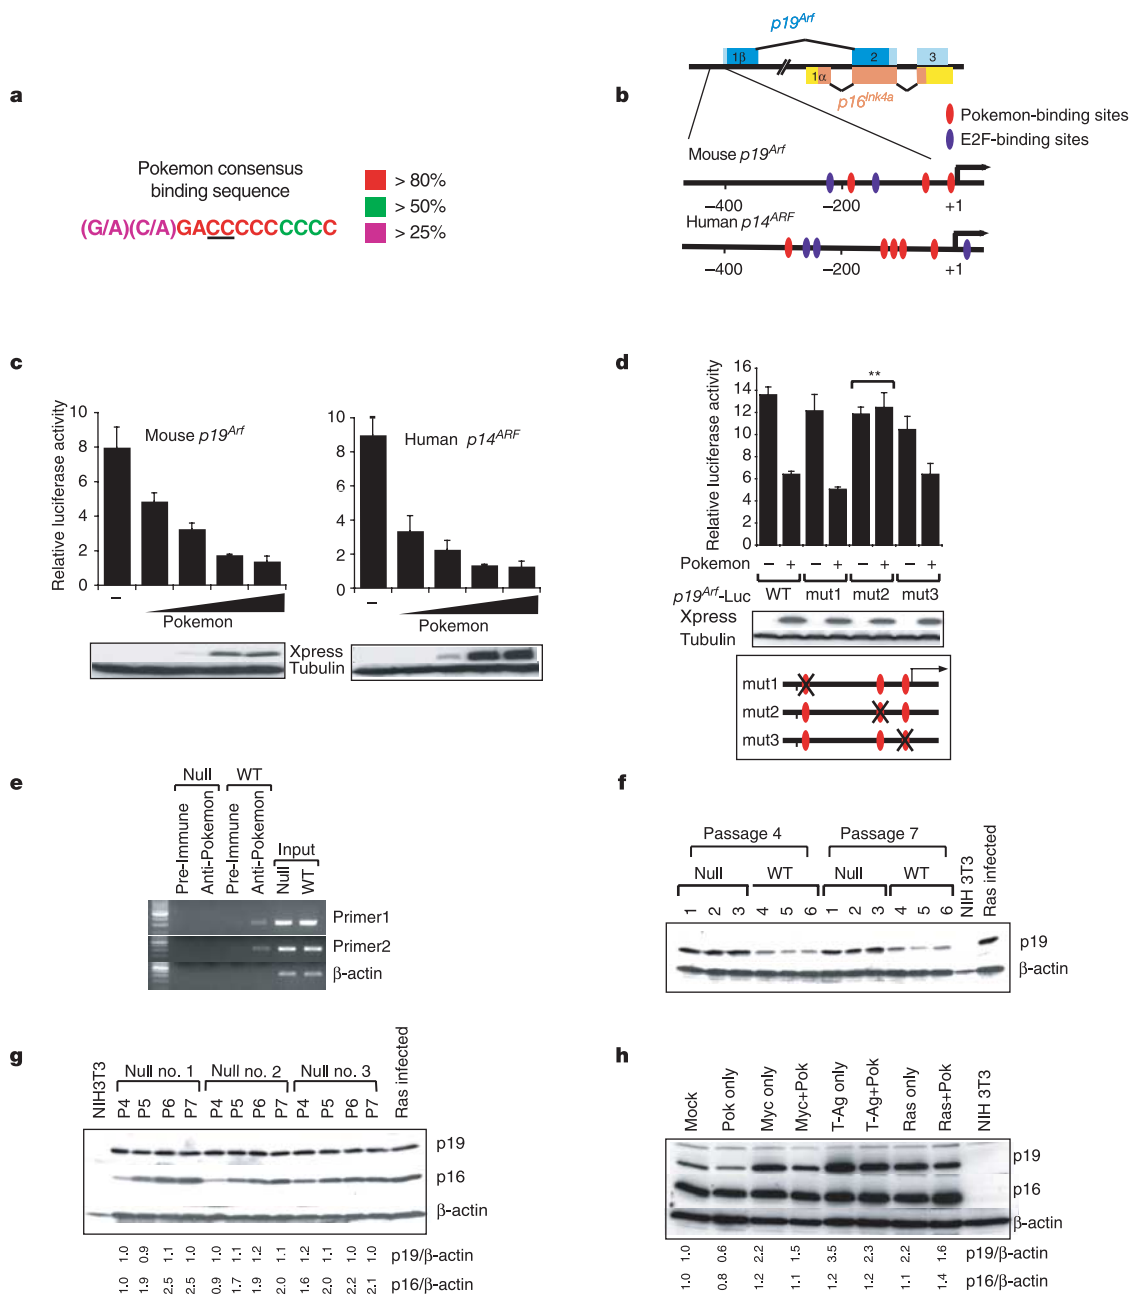 a
Pokemon consensus
binding sequence
(G/A)(C/A)GACCCCCCCCC
> 80%
> 50%
> 25%
b
p19Arf
1β
2
3
1α
p16Ink4a
Pokemon-binding sites
E2F-binding sites
Mouse p19Arf
−400
−200
+1
Human p14ARF
−400
−200
+1
c
Relative luciferase activity
10
8
6
4
2
0
Mouse p19Arf
−
Pokemon
10
8
6
4
2
0
Human p14ARF
−
Pokemon
Xpress
Tubulin
d
Relative luciferase activity
16
14
12
10
8
6
4
2
0
**
Pokemon − + − + − + − +
p19Arf-Luc WT mut1 mut2 mut3
Xpress
Tubulin
mut1
mut2
mut3
e
Null WT
Pre-Immune
Anti-Pokemon
Pre-Immune
Anti-Pokemon
Input
Null
WT
Primer1
Primer2
β-actin
f
Passage 4 Passage 7
Null WT Null WT
1 2 3 4 5 6 1 2 3 4 5 6 NIH 3T3 Ras infected
p19
β-actin
g
NIH3T3 Null no. 1 Null no. 2 Null no. 3 Ras infected
P4 P5 P6 P7 P4 P5 P6 P7 P4 P5 P6 P7
p19
p16
β-actin
1.0 0.9 1.1 1.0 1.0 1.1 1.2 1.1 1.2 1.1 1.0 1.0 p19/β-actin
1.0 1.9 2.5 2.5 0.9 1.7 1.9 2.0 1.6 2.0 2.2 2.1 p16/β-actin
h
Mock Pok only Myc only Myc+Pok T-Ag only T-Ag+Pok Ras only Ras+Pok NIH 3T3
p19
p16
β-actin
1.0 0.6 2.2 1.5 3.5 2.3 2.2 1.6 p19/β-actin
1.0 0.8 1.2 1.1 1.2 1.2 1.1 1.4 p16/β-actin